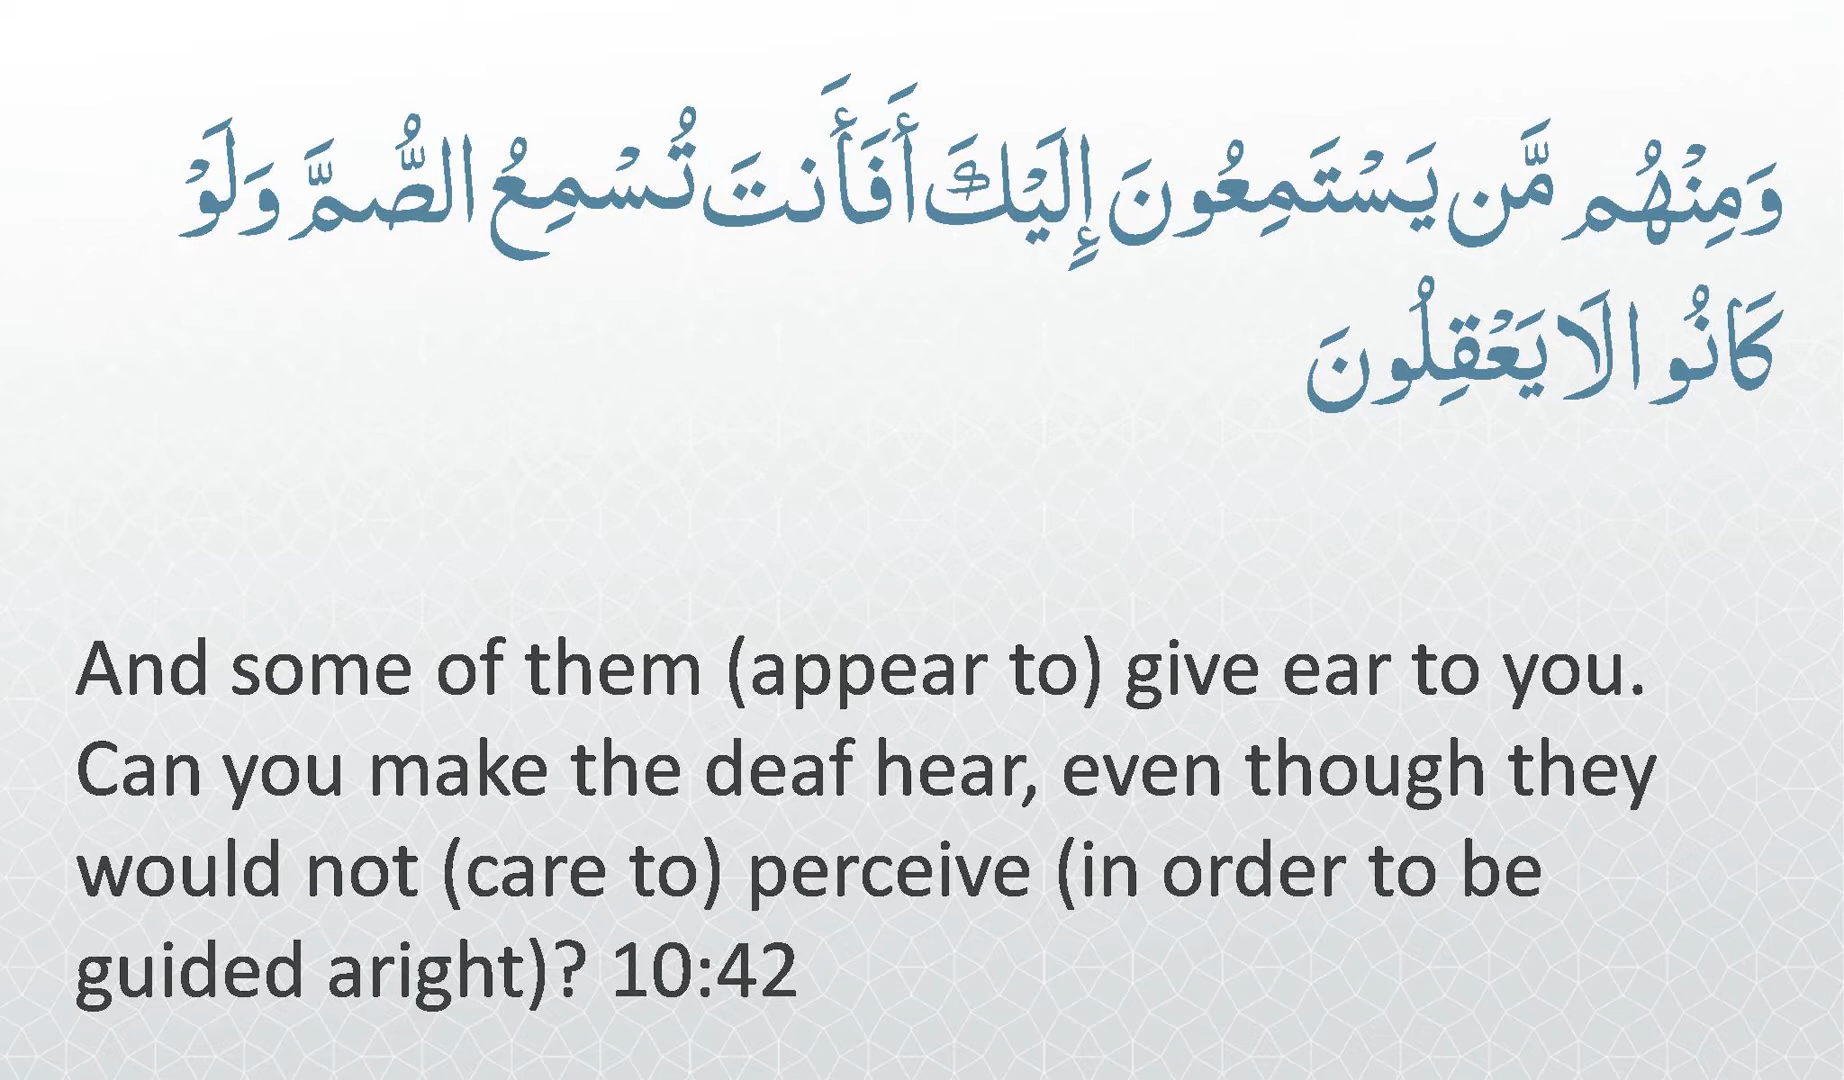 وَمِنْهُم مَّن يَسْتَمِعُونَ إِلَيْكَ أَفَأَنتَ تُسْمِعُ الصُّمَّ وَلَوْ
كَانُوا لَا يَعْقِلُونَ
And some of them (appear to) give ear to you.
Can you make the deaf hear, even though they
would not (care to) perceive (in order to be
guided aright)? 10:42